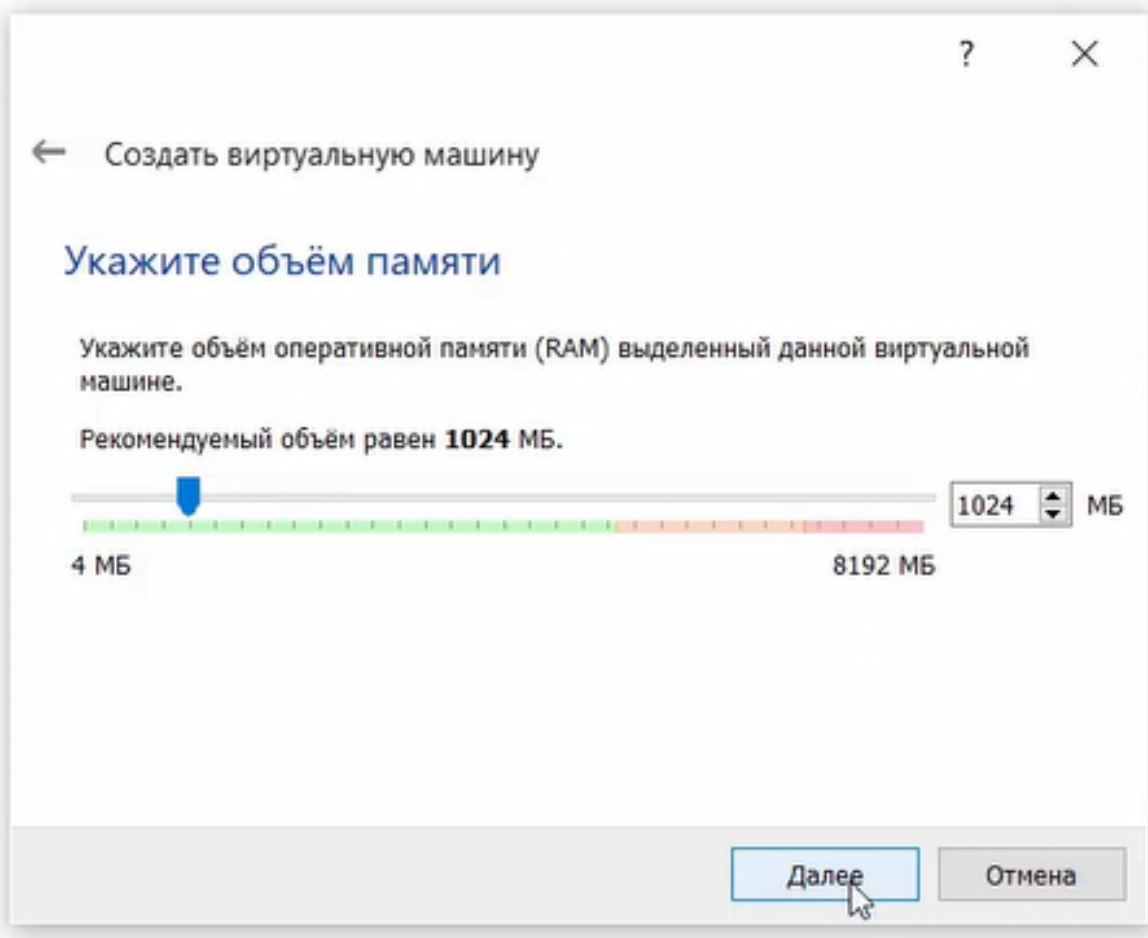 ?
Создать виртуальную машину
Укажите объём памяти
Укажите объём оперативной памяти (RAM) выделенный данной виртуальной
машине.
Рекомендуемый объём равен 1024 МБ.
1024 МБ
4 МБ 8192 МБ
Далее Отмена